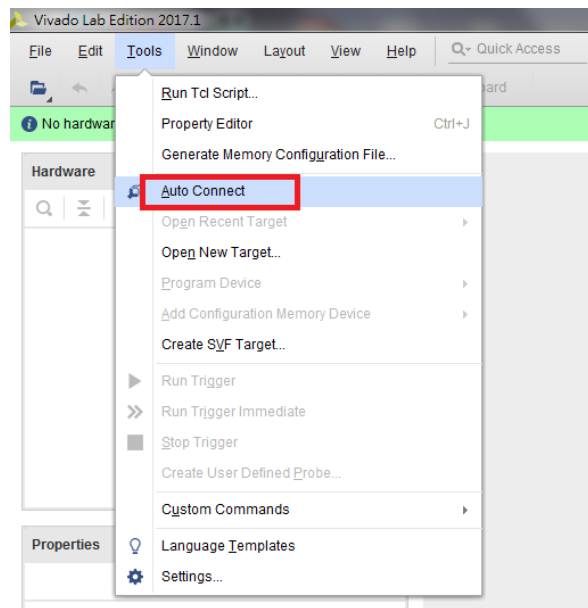 Vivado Lab Edition 2017.1
File Edit Tools Window Layout View Help Quick Access
No hardwar
Run Tcl Script...
Property Editor Ctrl+J
Generate Memory Configuration File...
Hardware
Auto Connect
Open Recent Target
Open New Target...
Program Device
Add Configuration Memory Device
Create SVF Target...
Run Trigger
Run Trigger Immediate
Stop Trigger
Create User Defined Probe...
Custom Commands
Properties
Language Templates
Settings...